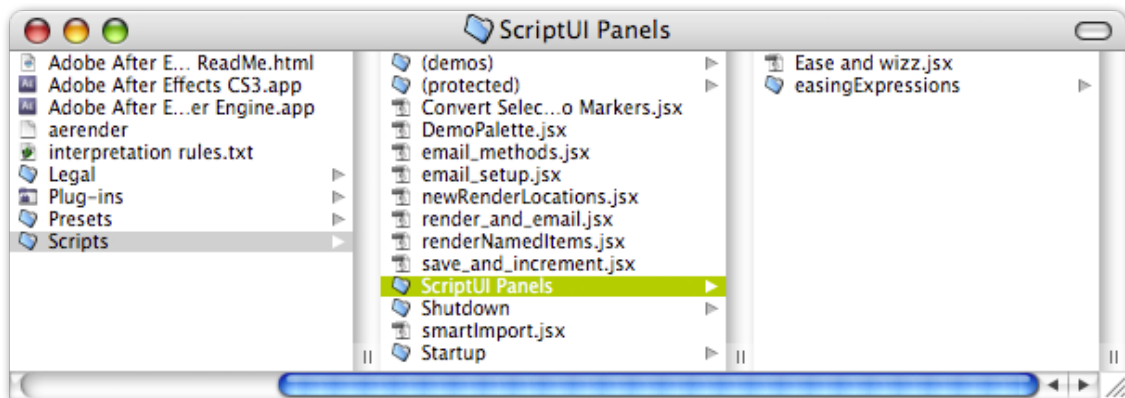 ScriptUI Panels
Adobe After E... ReadMe.html
Adobe After Effects CS3.app
Adobe After E...er Engine.app
aerender
interpretation rules.txt
Legal
Plug-ins
Presets
Scripts
(demos)
(protected)
Convert Selec...o Markers.jsx
DemoPalette.jsx
email_methods.jsx
email_setup.jsx
newRenderLocations.jsx
render_and_email.jsx
renderNamedItems.jsx
save_and_increment.jsx
ScriptUI Panels
Shutdown
smartImport.jsx
Startup
Ease and wizz.jsx
easingExpressions